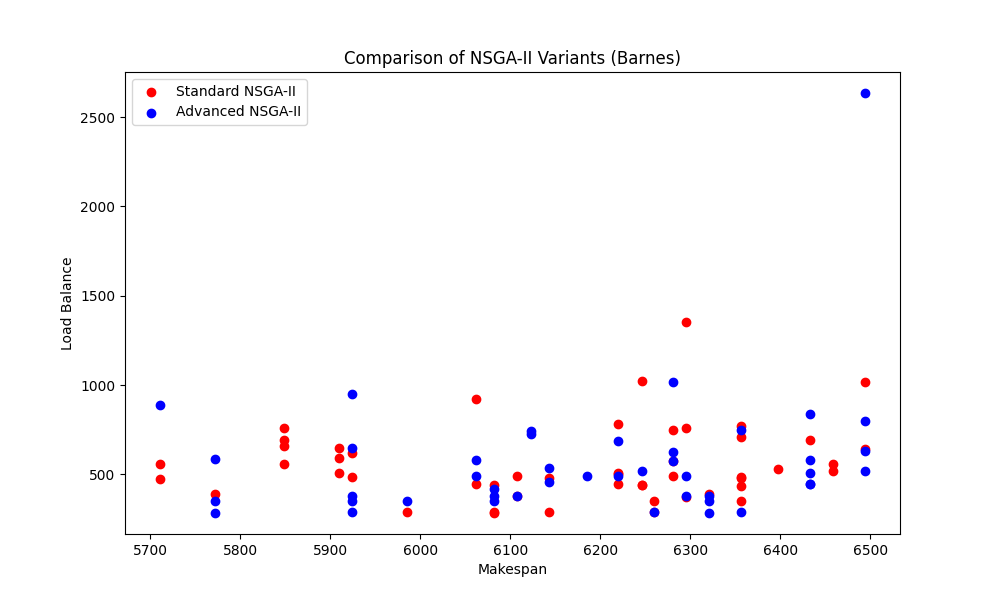 Comparison of NSGA-II Variants (Barnes)
Standard NSGA-II
Advanced NSGA-II
2500
2000
1500
1000
500
Load Balance
5700 5800 5900 6000 6100 6200 6300 6400 6500
Makespan